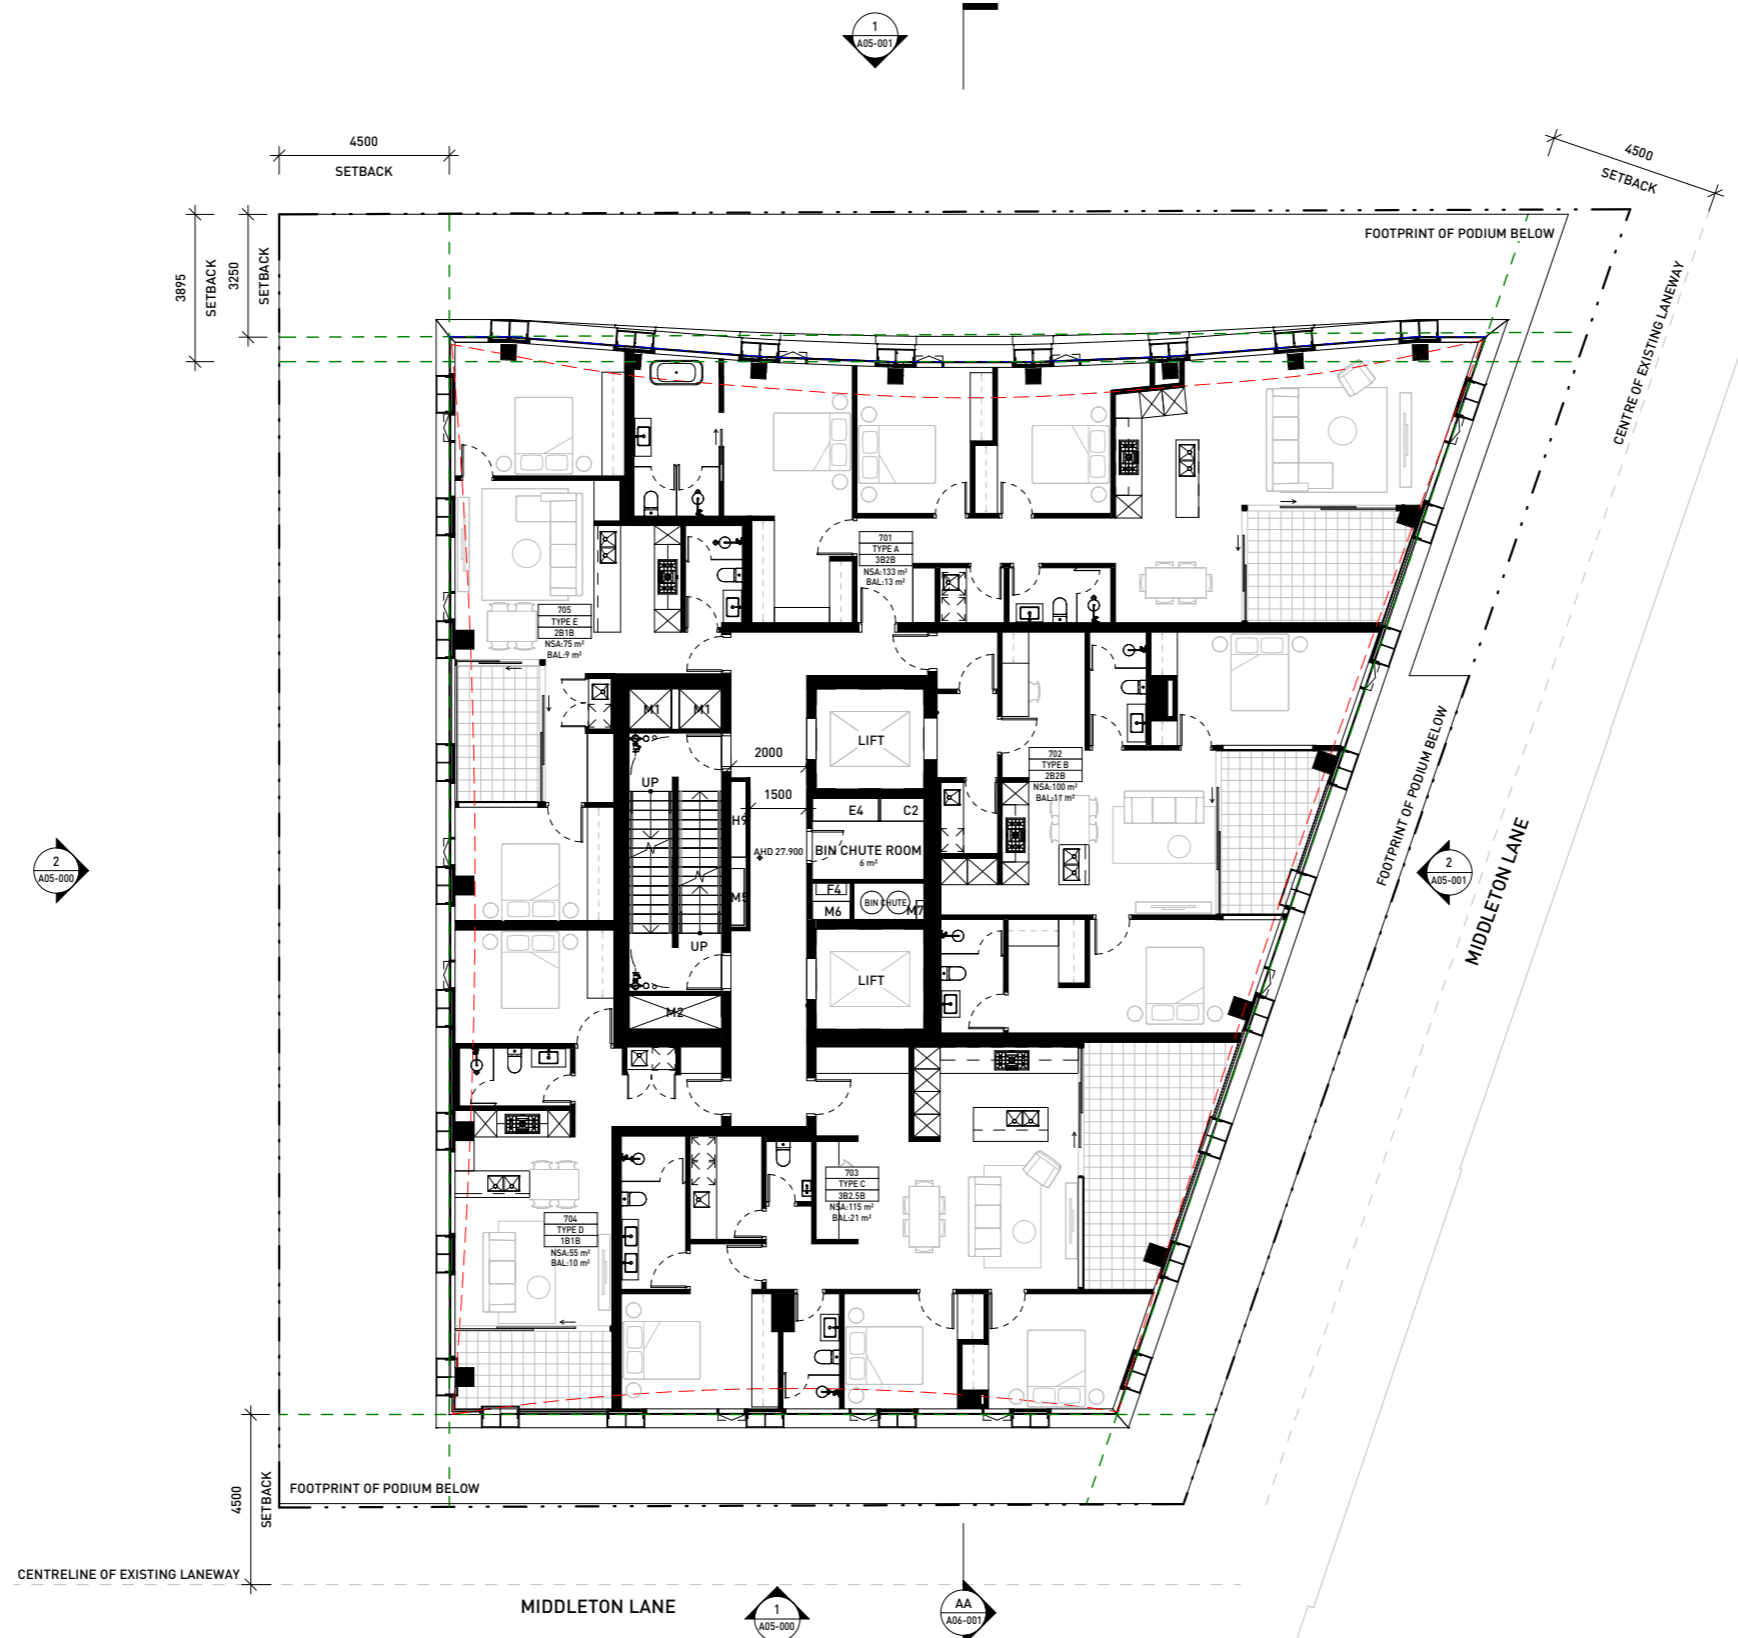 1
A05-001
4500
SETBACK
4500
SETBACK
3895
SETBACK
3250
SETBACK
FOOTPRINT OF PODIUM BELOW
CENTRE OF EXISTING LANEWAY
701
TYPE A
3B2B
NSA:133 m²
BAL:13 m²
705
TYPE E
2B1B
NSA:75 m²
BAL:9 m²
M1
M1
LIFT
2000
702
TYPE B
2B2B
NSA:100 m²
BAL:11 m²
UP
1500
E4
C2
H9
BIN CHUTE ROOM
6 m²
AHD 27.900
FOOTPRINT OF PODIUM BELOW
2
A05-000
2
A05-001
MIDDLETON LANE
M5
F4
M6
BIN CHUTE
M7
UP
LIFT
M2
703
TYPE C
3B2.5B
NSA:115 m²
BAL:21 m²
704
TYPE D
1B1B
NSA:55 m²
BAL:10 m²
4500
SETBACK
FOOTPRINT OF PODIUM BELOW
CENTRELINE OF EXISTING LANEWAY
MIDDLETON LANE
1
A05-000
AA
A06-001